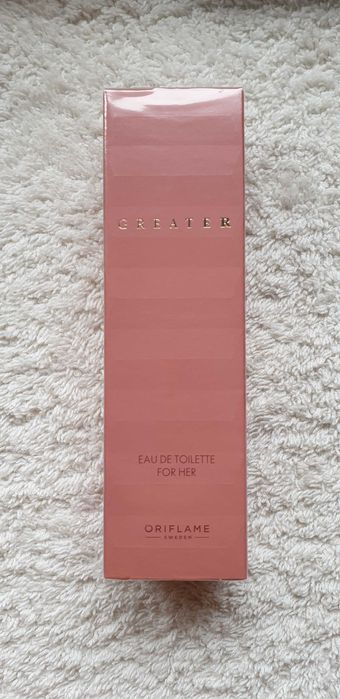 GREATER
EAU DE TOILETTE
FOR HER
ORIFLAME
SWEDEN